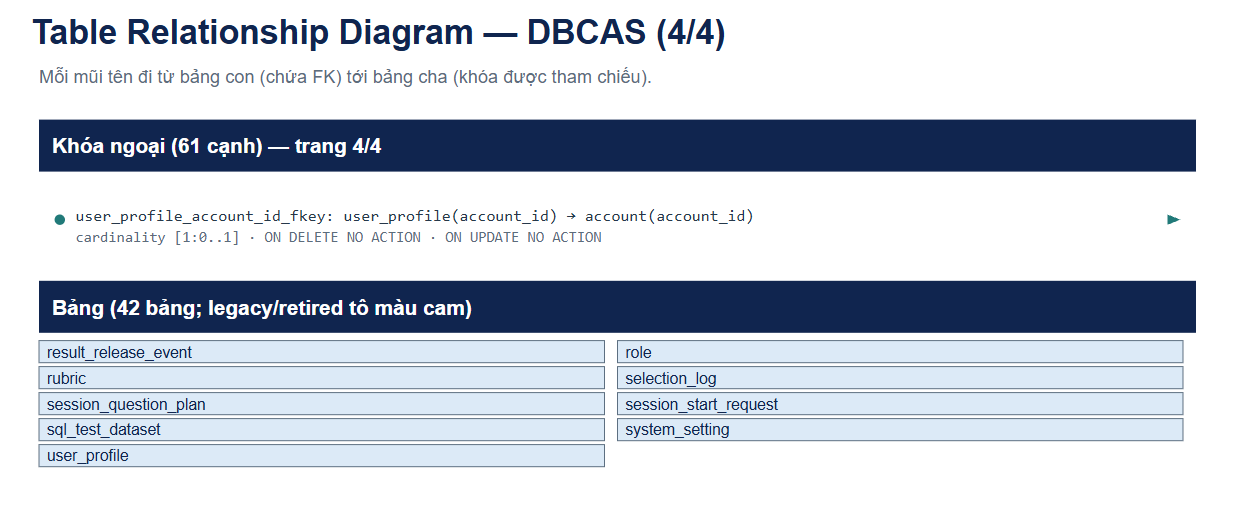 Table Relationship Diagram — DBCAS (4/4)
Mỗi mũi tên đi từ bảng con (chứa FK) tới bảng cha (khóa được tham chiếu).
Khóa ngoại (61 cạnh) — trang 4/4
user_profile_account_id_fkey: user_profile(account_id) → account(account_id)
cardinality [1:0..1] · ON DELETE NO ACTION · ON UPDATE NO ACTION
Bảng (42 bảng; legacy/retired tô màu cam)
result_release_event
role
rubric
selection_log
session_question_plan
session_start_request
sql_test_dataset
system_setting
user_profile